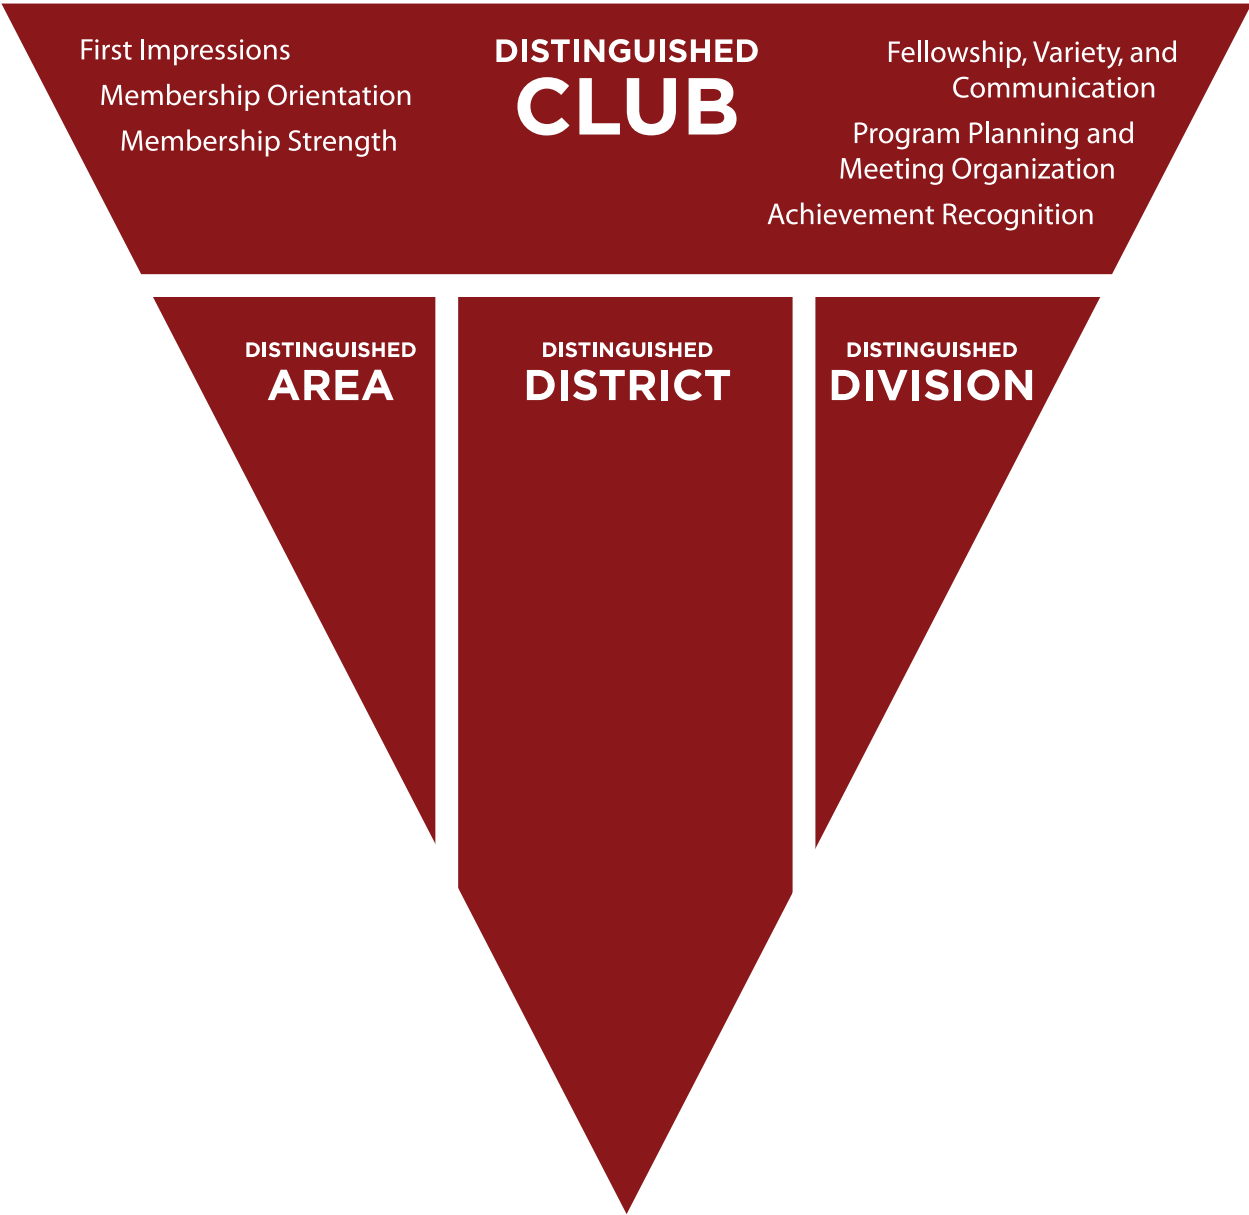 First Impressions
Membership Orientation
Membership Strength
DISTINGUISHED
CLUB
Fellowship, Variety, and
Communication
Program Planning and
Meeting Organization
Achievement Recognition
DISTINGUISHED
AREA
DISTINGUISHED
DISTRICT
DISTINGUISHED
DIVISION